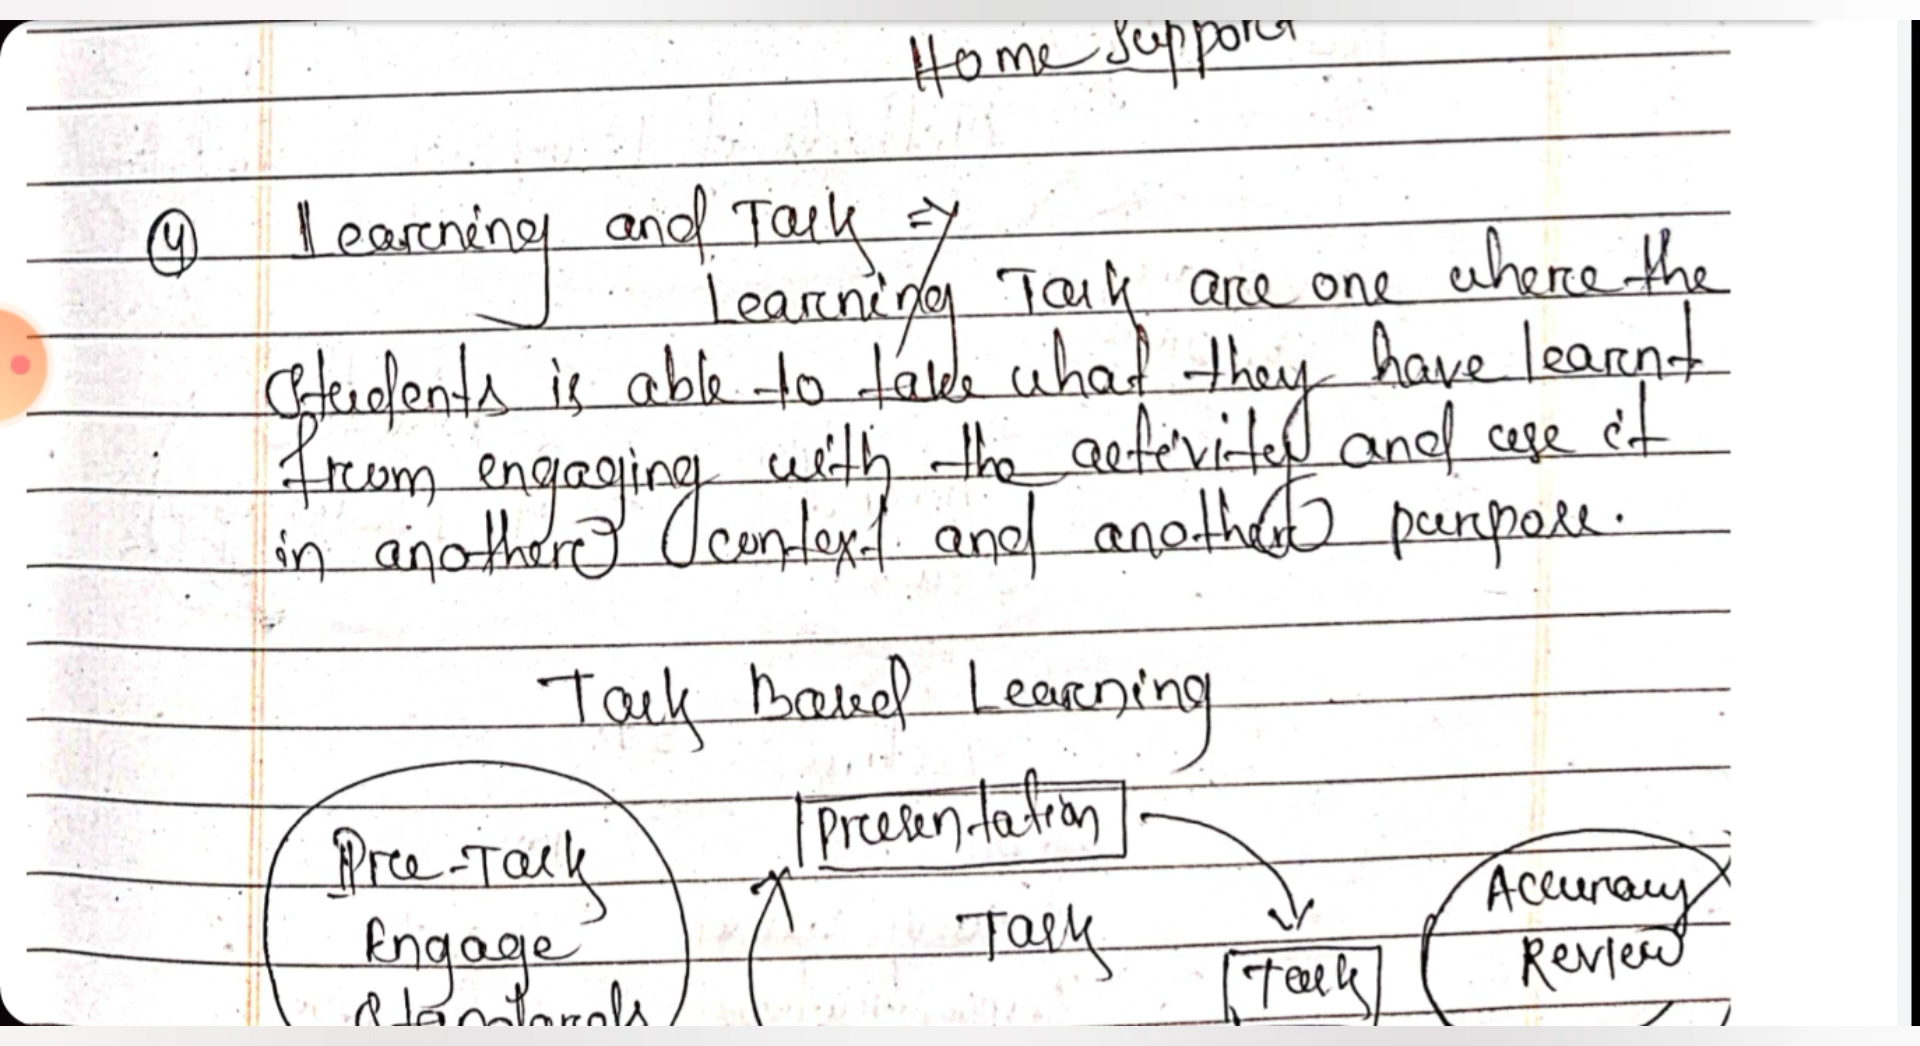 Home Support
④ Learning and Task ⇒
Learning Task are one where the
students is able to take what they have learnt
from engaging with the activity and use it
in another context and another purpose.
Task Based Learning
Presentation
Pre-Task
Engage
Standards
Task
Task
Accuracy
Review